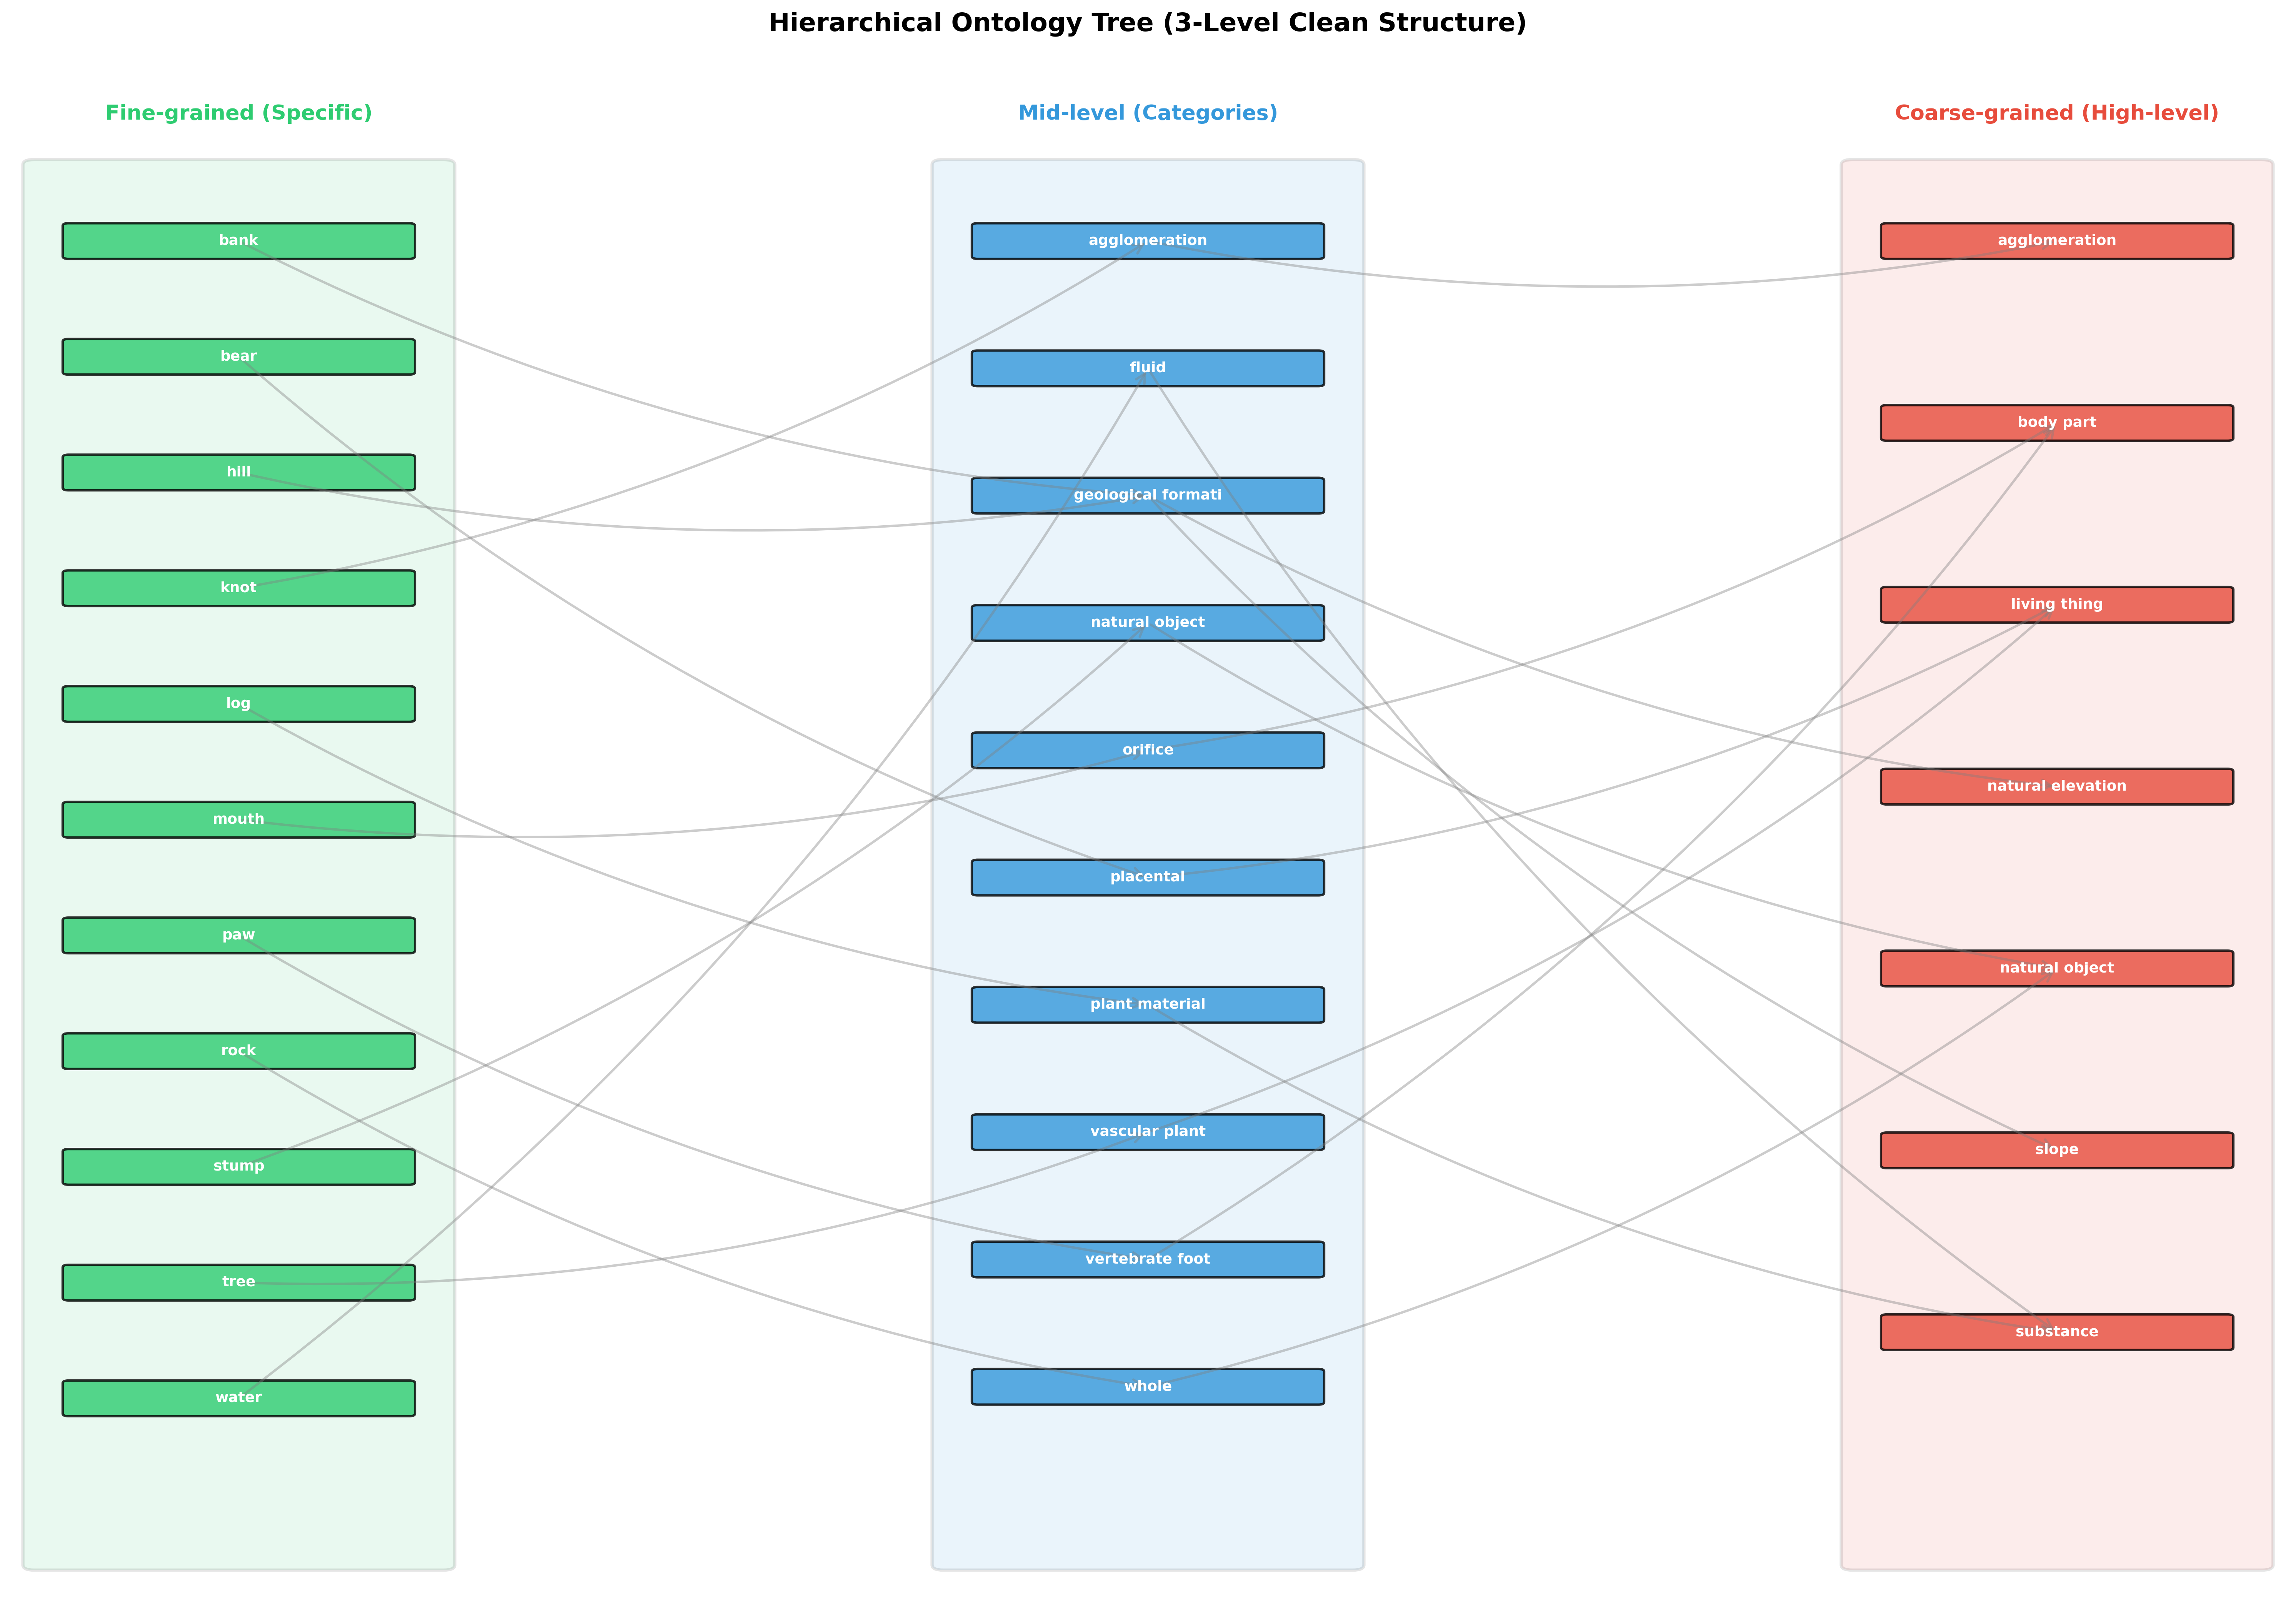 Hierarchical Ontology Tree (3-Level Clean Structure)
Fine-grained (Specific)
bank
bear
hill
knot
log
mouth
paw
rock
stump
tree
water
Mid-level (Categories)
agglomeration
fluid
geological formati
natural object
orifice
placental
plant material
vascular plant
vertebrate foot
whole
Coarse-grained (High-level)
agglomeration
body part
living thing
natural elevation
natural object
slope
substance